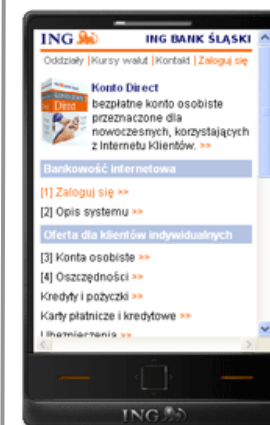 ING ING BANK ŚLĄSKI
Oddziały |Kursy walut |Kontakt |Zaloguj się
Konto Direct
bezpłatne konto osobiste
przeznaczone dla
nowoczesnych, korzystających
z Internetu Klientów. >>
Direct
Bankowość internetowa
[1] Zaloguj się >>
[2] Opis systemu >>
Oferta dla klientów indywidualnych
[3] Konta osobiste >>
[4] Oszczędności >>
Kredyty i pożyczki >>
Karty płatnicze i kredytowe >>
Ubezpieczenia >>
ING